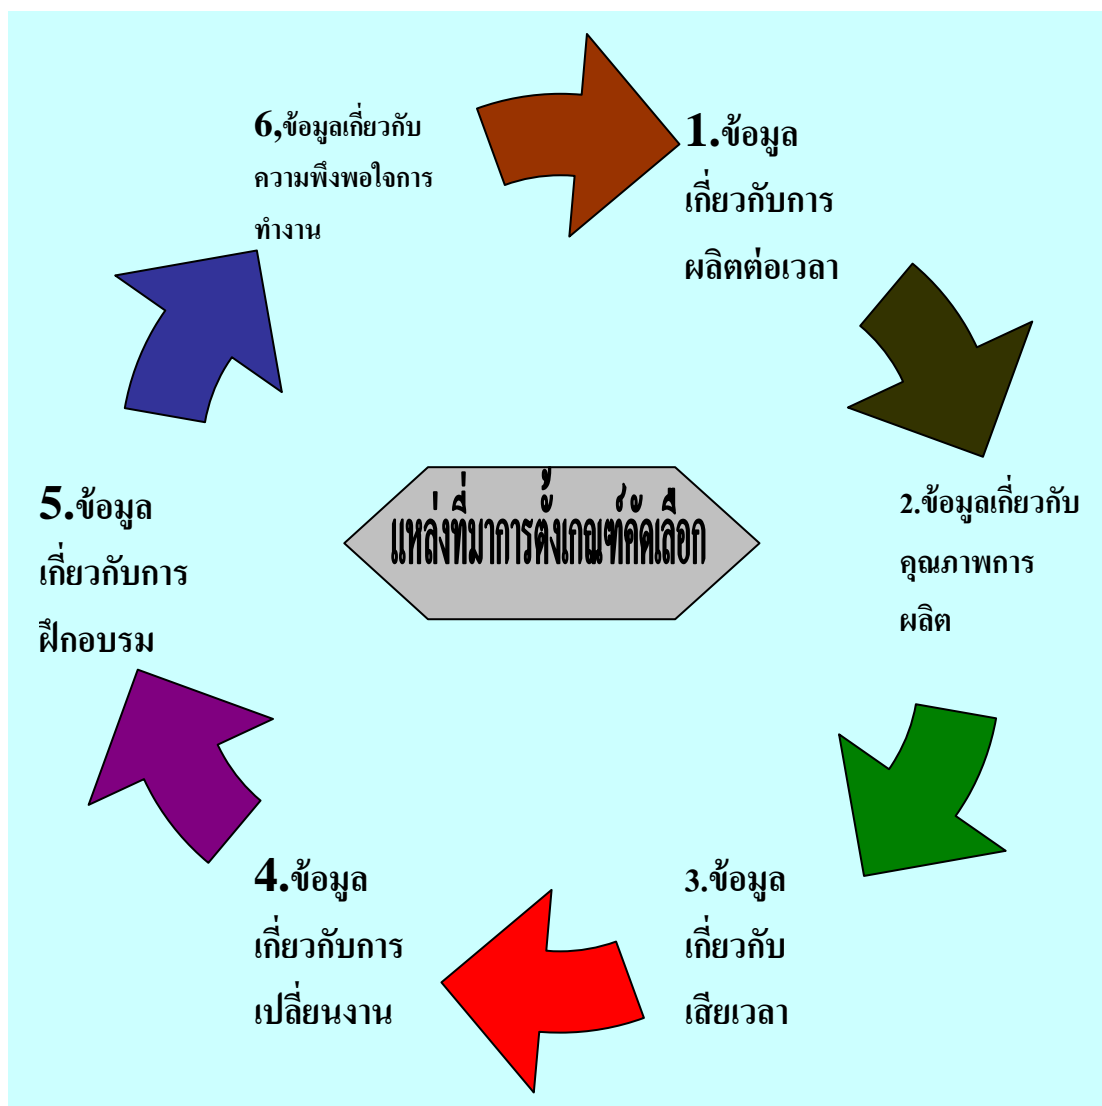 6,ข้อมูลเกี่ยวกับ
ความพึงพอใจการ
ทำงาน
1.ข้อมูล
เกี่ยวกับการ
ผลิตต่อเวลา
แหล่งที่มาการตั้งเกณฑ์คัดเลือก
2.ข้อมูลเกี่ยวกับ
คุณภาพการ
ผลิต
5.ข้อมูล
เกี่ยวกับการ
ฝึกอบรม
4.ข้อมูล
เกี่ยวกับการ
เปลี่ยนงาน
3.ข้อมูล
เกี่ยวกับ
เสียเวลา